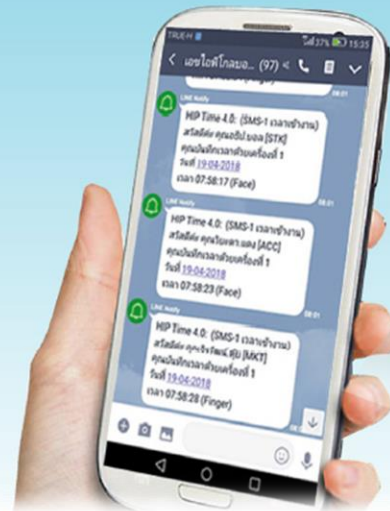 TRUE-H 37% 15:35
เอชไอพีโกลบอ... (97)
08:01
LINE Notify
HIP Time 4.0: (SMS-1 เวลาเข้างาน)
สวัสดีค่ะ [STK]
คุณบันทึกเวลาด้วยเครื่องที่ 1
วันที่ 19-04-2018
เวลา 07:58:17 (Face)
08:01
LINE Notify
HIP Time 4.0: (SMS-1 เวลาเข้างาน)
สวัสดีค่ะ [ACC]
คุณบันทึกเวลาด้วยเครื่องที่ 1
วันที่ 19-04-2018
เวลา 07:58:23 (Face)
08:01
LINE Notify
HIP Time 4.0: (SMS-1 เวลาเข้างาน)
สวัสดีค่ะ [MKT]
คุณบันทึกเวลาด้วยเครื่องที่ 1
วันที่ 19-04-2018
เวลา 07:58:28 (Finger)